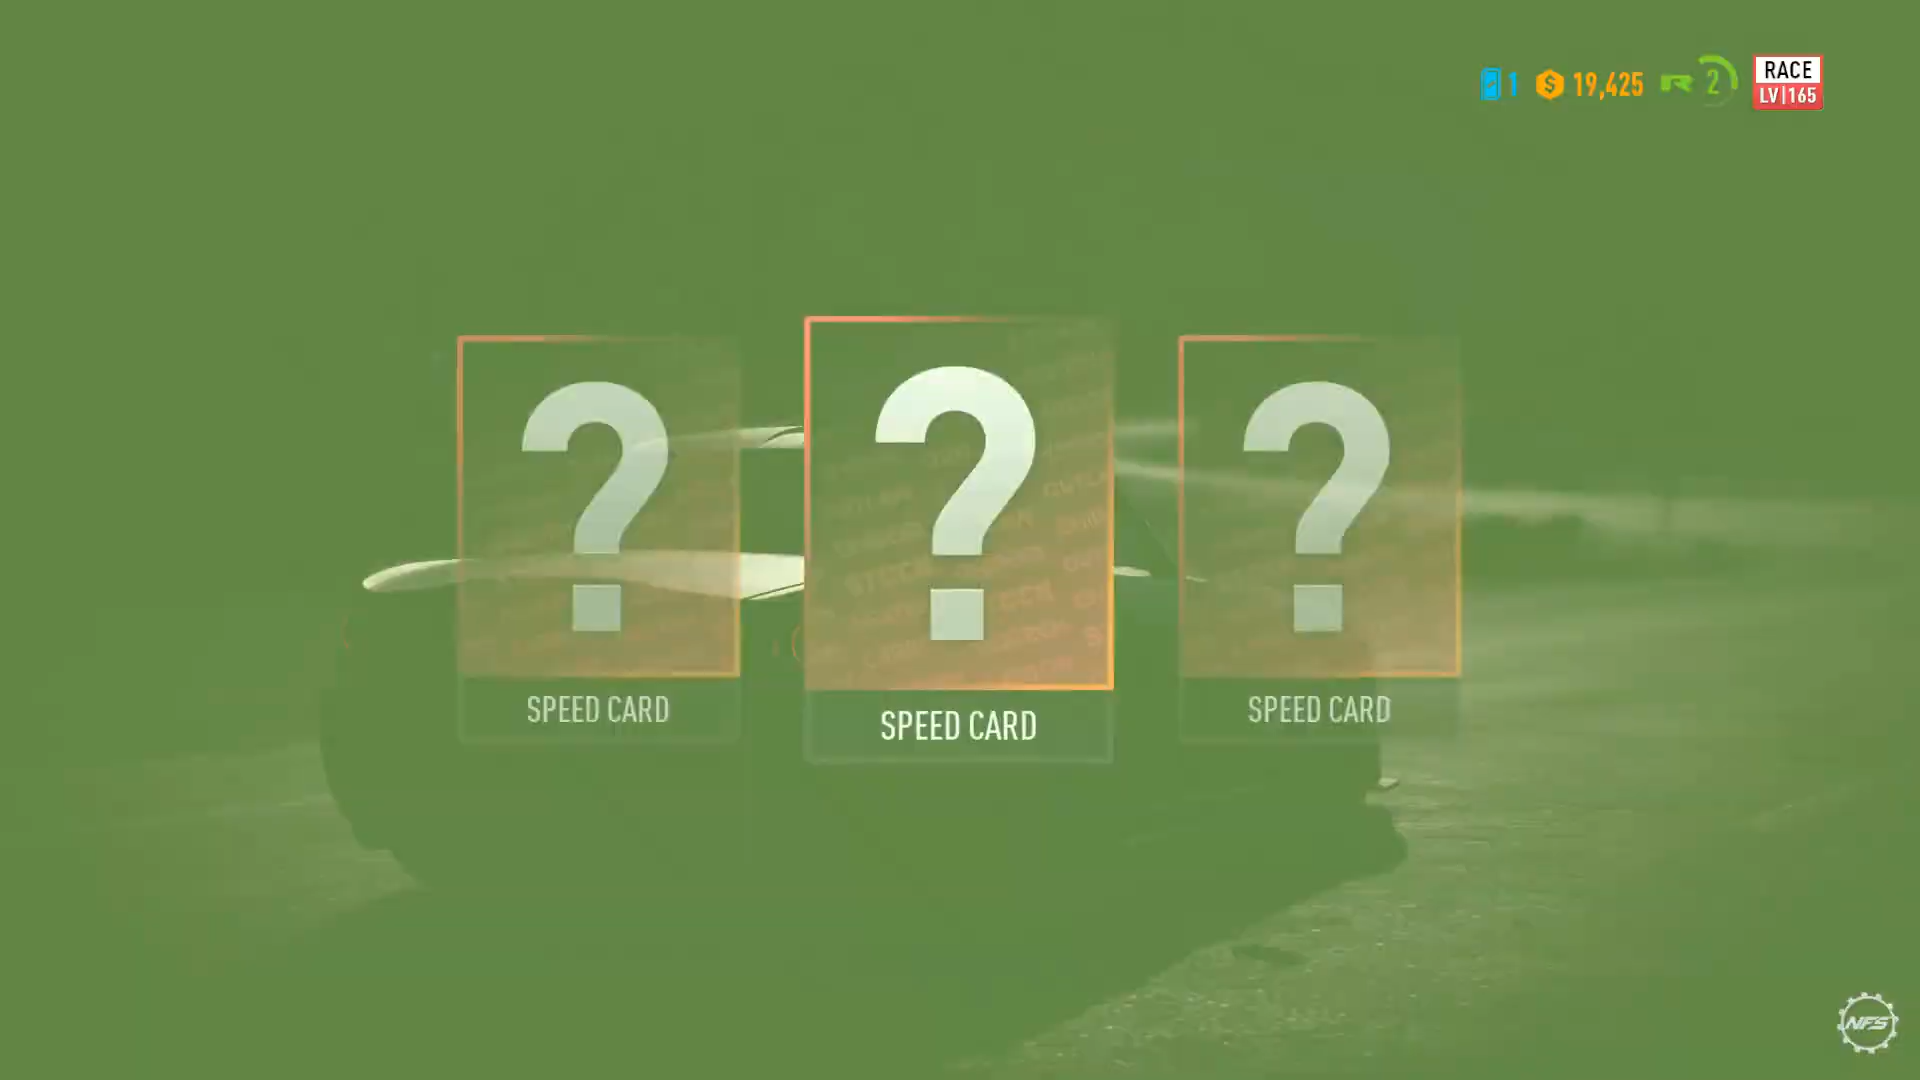 1 $ 19,425 R 2 RACE
LV|165
? ? ?
SPEED CARD SPEED CARD SPEED CARD
NFS